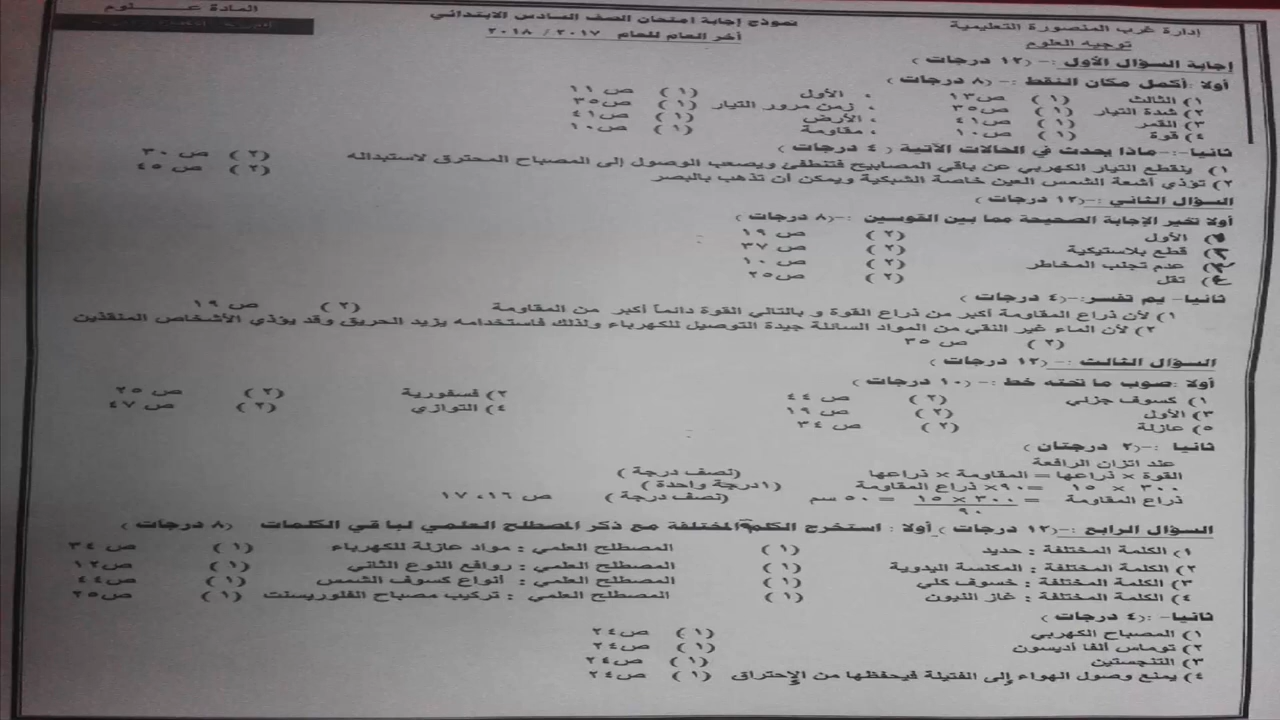 إدارة غرب المنصورة التعليمية نموذج إجابة امتحان الصف السادس الابتدائي المادة علوم
توجيه العلوم آخر العام للعام ٢٠١٧ / ٢٠١٨
إجابة السؤال الأول :- (١٢ درجات)
أولا :أكمل مكان النقط :- (٨ درجات)
١) الثالث (١) ص١٣ ، الأول (١) ص ١١
٢) شدة التيار (١) ص٣٥ ، زمن مرور التيار (١) ص٣٥
٣) القمر (١) ص٤١ ، الأرض (١) ص٤١
٤) قوة (١) ص١٠ ، مقاومة (١) ص١٠
ثانيا-:- ماذا يحدث في الحالات الآتية (٤ درجات)
١) ينقطع التيار الكهربي عن باقي المصابيح فتنطفئ ويصعب الوصول إلى المصباح المحترق لاستبداله (٢) ص ٣٠
٢) تؤذي أشعة الشمس العين خاصة الشبكية ويمكن أن تذهب بالبصر (٢) ص ٤٥
السؤال الثاني :-(١٢ درجات)
أولا تخير الإجابة الصحيحة مما بين القوسين :-(٨ درجات)
١) الأول (٢) ص ١٩
٢) قطع بلاستيكية (٢) ص ٣٧
٣) عدم تجنب المخاطر (٢) ص ١٠
٤) تقل (٢) ص٢٥
ثانيا- بم تفسر:-(٤ درجات)
١) لأن ذراع المقاومة أكبر من ذراع القوة و بالتالي القوة دائماً أكبر من المقاومة (٢) ص ١٩
٢) لأن الماء غير النقي من المواد السائلة جيدة التوصيل للكهرباء ولذلك فاستخدامه يزيد الحريق وقد يؤذي الأشخاص المنقذين
(٢) ص ٣٥
السؤال الثالث :-(١٢ درجات)
أولا :صوب ما تحته خط :-(١٠ درجات)
١) كسوف جزئي (٢) ص ٤٤ ٢) فسفورية (٢) ص ٢٥
٣) الأول (٢) ص ١٩ ٤) التوازي (٢) ص ٤٧
٥) عازلة (٢) ص ٣٤
ثانيا :-(٢ درجتان)
عند اتزان الرافعة
القوة × ذراعها = المقاومة × ذراعها (نصف درجة)
٣٠٠ × ١٥ = ٩٠× ذراع المقاومة (١درجة واحدة)
ذراع المقاومة = ٣٠٠ × ١٥ = ٥٠ سم (نصف درجة) ص ١٦، ١٧
٩٠
السؤال الرابع :-(١٢ درجات) أولا : استخرج الكلمة المختلفة مع ذكر المصطلح العلمي لباقي الكلمات (٨ درجات)
١) الكلمة المختلفة : حديد (١) المصطلح العلمي : مواد عازلة للكهرباء (١) ص ٣٤
٢) الكلمة المختلفة : المكنسة اليدوية (١) المصطلح العلمي : روافع النوع الثاني (١) ص١٢
٣) الكلمة المختلفة : خسوف كلي (١) المصطلح العلمي : أنواع كسوف الشمس (١) ص٤٤
٤) الكلمة المختلفة : غاز النيون (١) المصطلح العلمي : تركيب مصباح الفلوريسنت (١) ص٢٥
ثانيا- :(٤ درجات)
١) المصباح الكهربي (١) ص٢٤
٢) توماس ألفا أديسون (١) ص٢٤
٣) التنجستين (١) ص٢٤
٤) يمنع وصول الهواء إلى الفتيلة فيحفظها من الإحتراق (١) ص٢٤